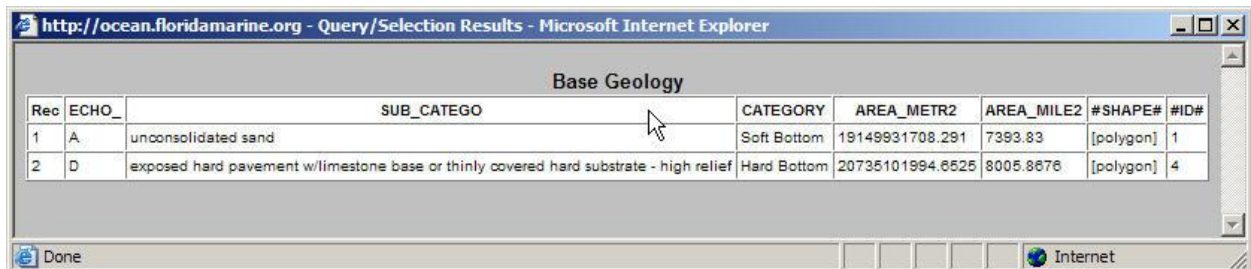 http://ocean.floridamarine.org - Query/Selection Results - Microsoft Internet Explorer
Base Geology
Rec ECHO_ SUB_CATEGO CATEGORY AREA_METR2 AREA_MILE2 #SHAPE# #ID#
1 A unconsolidated sand Soft Bottom 19149931708.291 7393.83 [polygon] 1
2 D exposed hard pavement w/limestone base or thinly covered hard substrate - high relief Hard Bottom 20735101994.6525 8005.8676 [polygon] 4
Done Internet